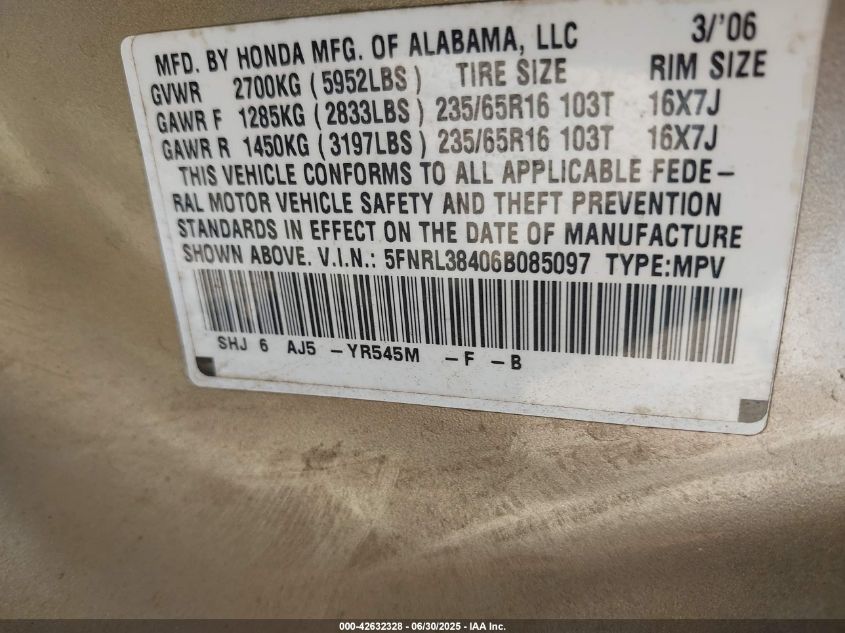 MFD. BY HONDA MFG. OF ALABAMA, LLC 3/'06
GVWR 2700KG (5952LBS) TIRE SIZE RIM SIZE
GAWR F 1285KG (2833LBS) 235/65R16 103T 16X7J
GAWR R 1450KG (3197LBS) 235/65R16 103T 16X7J
THIS VEHICLE CONFORMS TO ALL APPLICABLE FEDE-
RAL MOTOR VEHICLE SAFETY AND THEFT PREVENTION
STANDARDS IN EFFECT ON THE DATE OF MANUFACTURE
SHOWN ABOVE. V.I.N.: 5FNRL38406B085097 TYPE:MPV
SHJ 6 AJ5 -YR545M -F -B
000-42632328 - 06/30/2025 - IAA Inc.